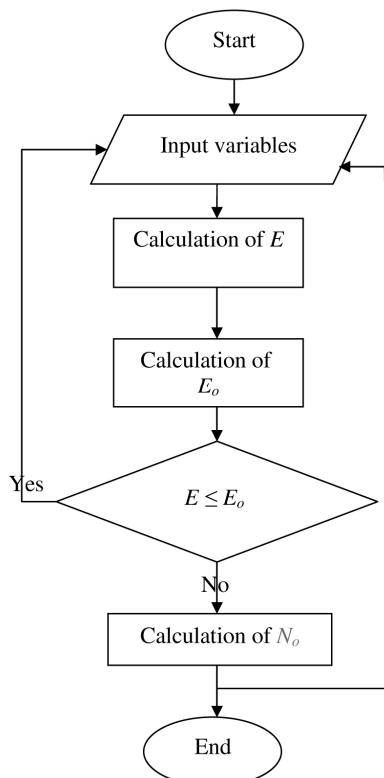 Start
Input variables
Calculation of E
Calculation of
Eₒ
E ≤ Eₒ
Yes
No
Calculation of Nₒ
End